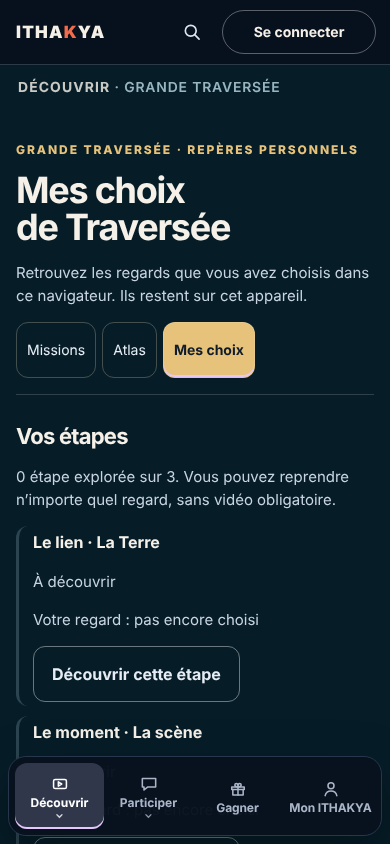 ITHAKYA
Se connecter
DÉCOUVRIR · GRANDE TRAVERSÉE
GRANDE TRAVERSÉE · REPÈRES PERSONNELS
Mes choix
de Traversée
Retrouvez les regards que vous avez choisis dans
ce navigateur. Ils restent sur cet appareil.
Missions
Atlas
Mes choix
Vos étapes
0 étape explorée sur 3. Vous pouvez reprendre
n’importe quel regard, sans vidéo obligatoire.
Le lien · La Terre
À découvrir
Votre regard : pas encore choisi
Découvrir cette étape
Le moment · La scène
Découvrir
Participer
Gagner
Mon ITHAKYA